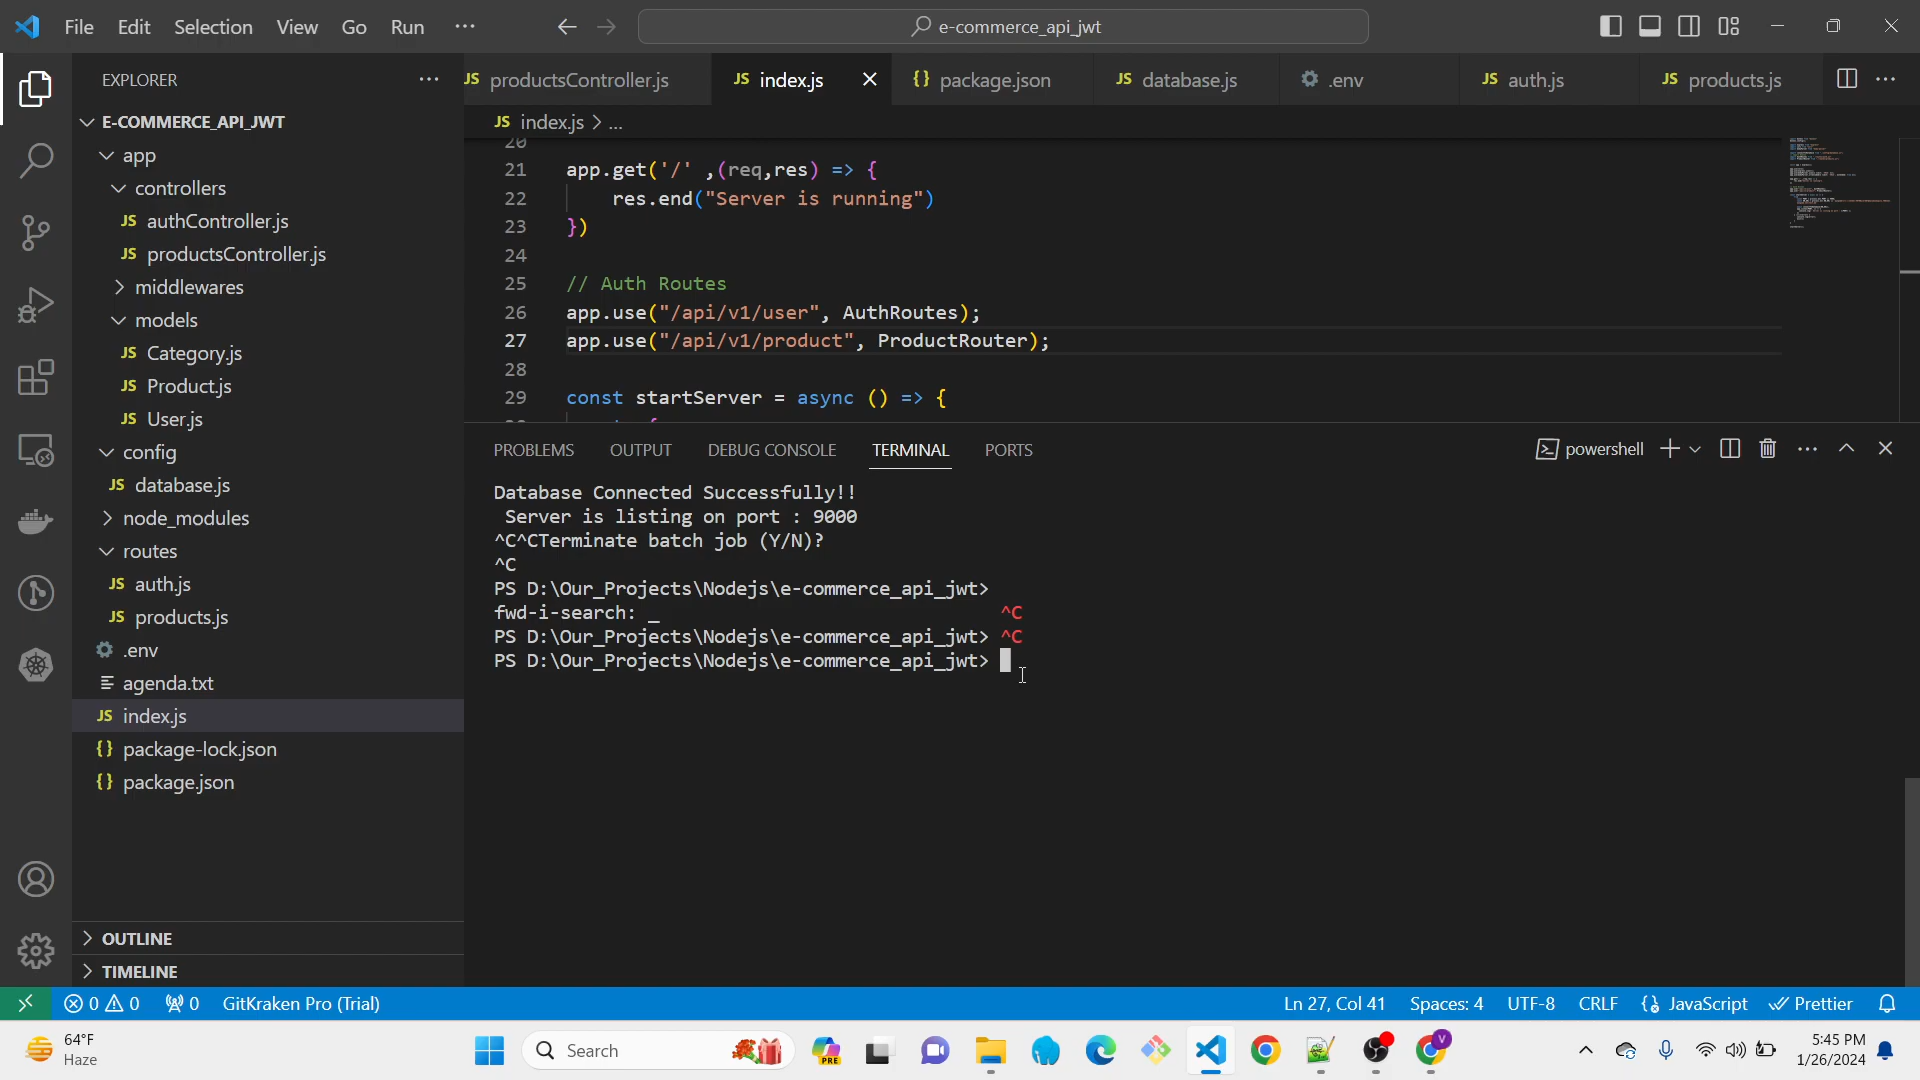 File Edit Selection View Go Run ···
e-commerce_api_jwt
EXPLORER ···
JS productsController.js
JS index.js
{} package.json
JS database.js
.env
JS auth.js
JS products.js
E-COMMERCE_API_JWT
app
controllers
JS authController.js
JS productsController.js
middlewares
models
JS Category.js
JS Product.js
JS User.js
config
JS database.js
node_modules
routes
JS auth.js
JS products.js
.env
agenda.txt
JS index.js
{} package-lock.json
{} package.json
OUTLINE
TIMELINE
JS index.js > ...
20
21 app.get('/' ,(req,res) => {
22 res.end("Server is running")
23 })
24
25 // Auth Routes
26 app.use("/api/v1/user", AuthRoutes);
27 app.use("/api/v1/product", ProductRouter);
28
29 const startServer = async () => {
PROBLEMS OUTPUT DEBUG CONSOLE TERMINAL PORTS
powershell
Database Connected Successfully!!
Server is listing on port : 9000
^C^CTerminate batch job (Y/N)?
^C
PS D:\Our_Projects\Nodejs\e-commerce_api_jwt>
fwd-i-search: _ ^C
PS D:\Our_Projects\Nodejs\e-commerce_api_jwt> ^C
PS D:\Our_Projects\Nodejs\e-commerce_api_jwt>
0 0 0 GitKraken Pro (Trial)
Ln 27, Col 41 Spaces: 4 UTF-8 CRLF {} JavaScript Prettier
64°F
Haze
Search
PRE
V
5:45 PM
1/26/2024